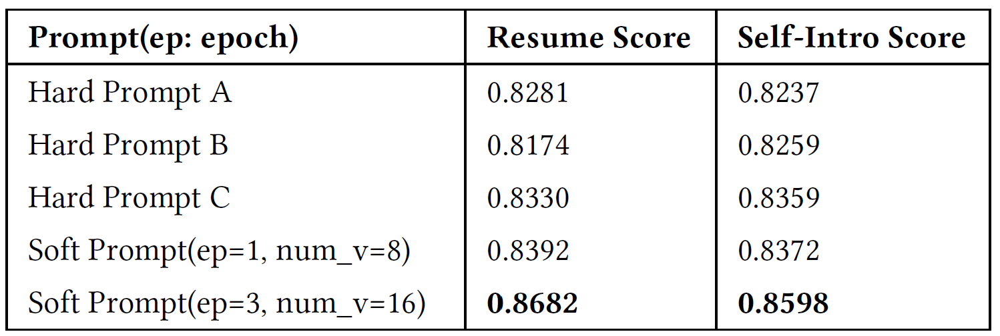 Prompt(ep: epoch) Resume Score Self-Intro Score
Hard Prompt A 0.8281 0.8237
Hard Prompt B 0.8174 0.8259
Hard Prompt C 0.8330 0.8359
Soft Prompt(ep=1, num_v=8) 0.8392 0.8372
Soft Prompt(ep=3, num_v=16) 0.8682 0.8598